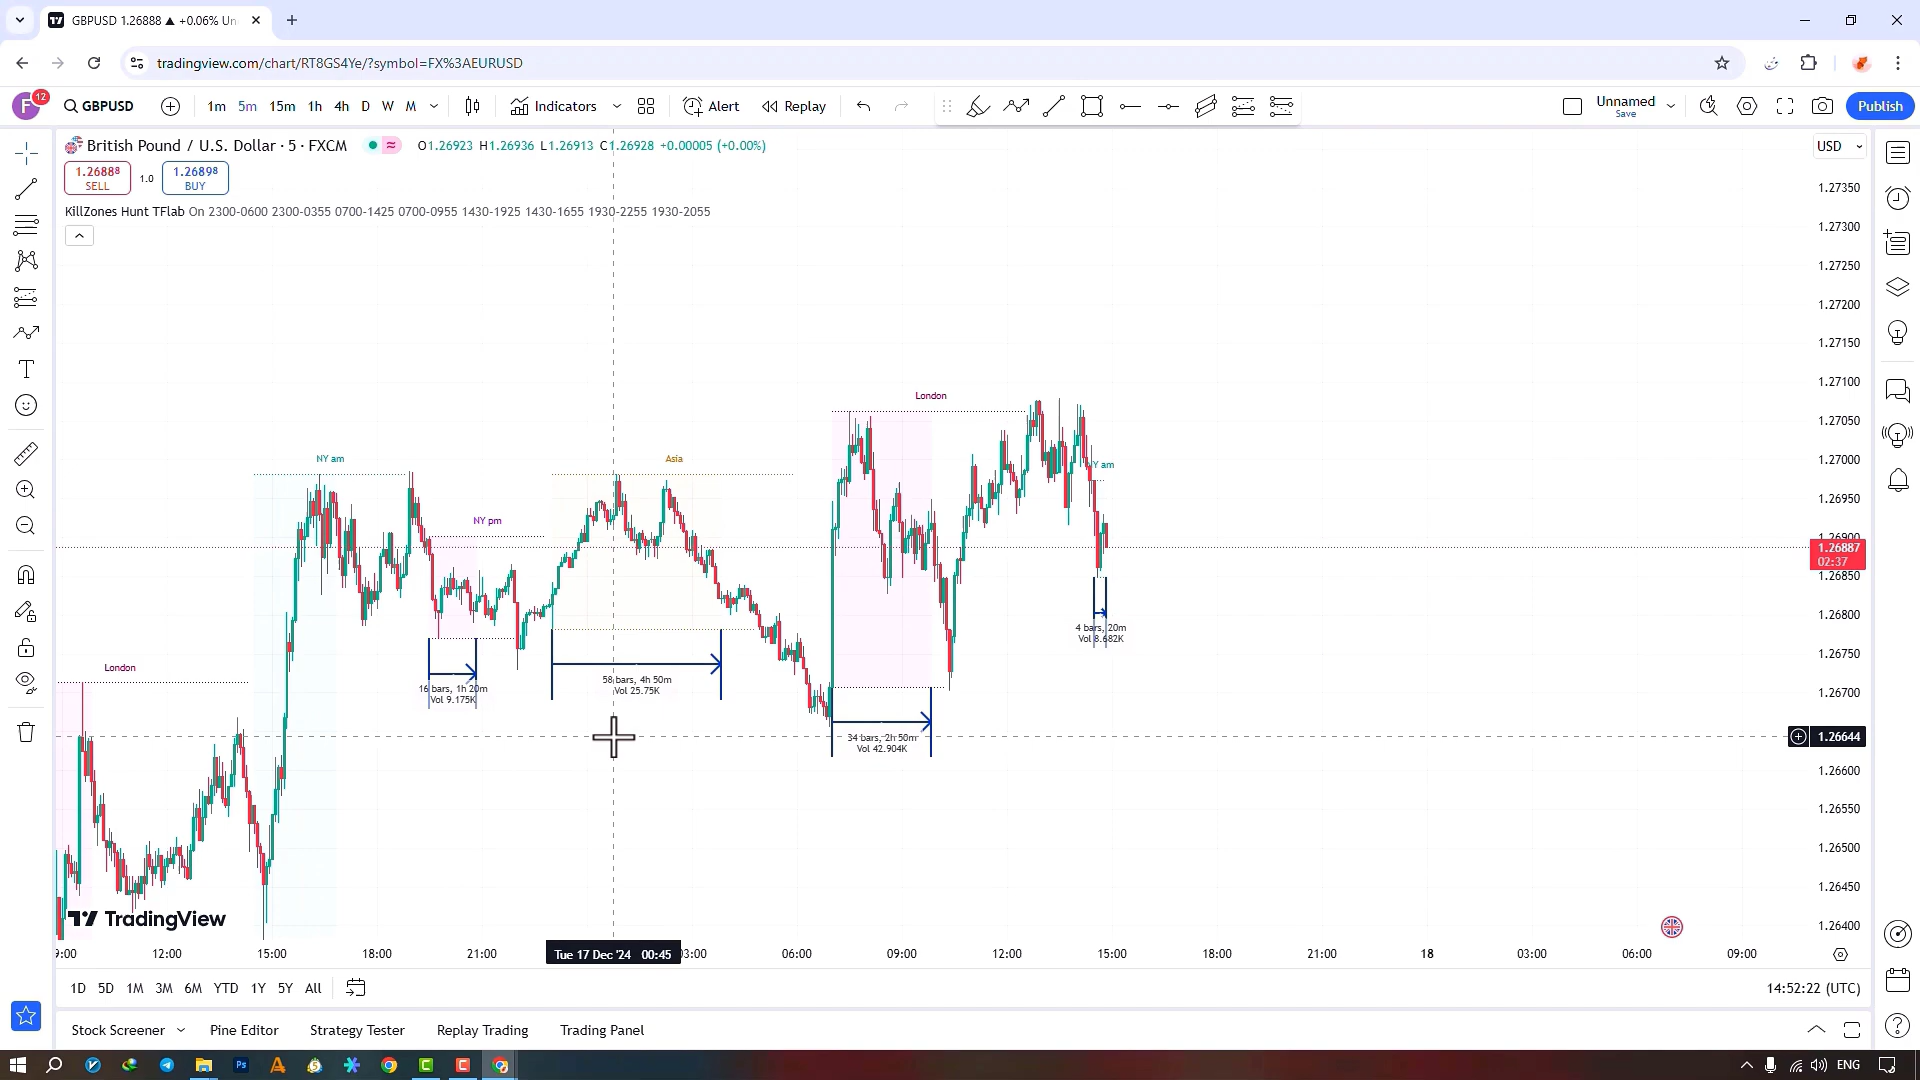 GBPUSD 1.26888 ▲ +0.06% Un
tradingview.com/chart/RT8GS4Ye/?symbol=FX%3AEURUSD
F 12 GBPUSD 1m 5m 15m 1h 4h D W M Indicators Alert Replay Unnamed Save Publish
British Pound / U.S. Dollar · 5 · FXCM O1.26923 H1.26936 L1.26913 C1.26928 +0.00005 (+0.00%)
USD
1.26888 SELL 1.0 1.26898 BUY
KillZones Hunt TFlab On 2300-0600 2300-0355 0700-1425 0700-0955 1430-1925 1430-1655 1930-2255 1930-2055
1.27350
1.27300
1.27250
1.27200
1.27150
1.27100
1.27050
1.27000
1.26950
1.26900
1.26887
02:37
1.26850
1.26800
1.26750
1.26700
1.26644
1.26600
1.26550
1.26500
1.26450
1.26400
London
NY am
NY pm
Asia
London
NY am
16 bars, 1h 20m
Vol 9.175K
58 bars, 4h 50m
Vol 25.75K
34 bars, 2h 50m
Vol 42.904K
4 bars, 20m
Vol 8.682K
TradingView
9:00 12:00 15:00 18:00 21:00 Tue 17 Dec '24 00:45 03:00 06:00 09:00 12:00 15:00 18:00 21:00 18 03:00 06:00 09:00
1D 5D 1M 3M 6M YTD 1Y 5Y All 14:52:22 (UTC)
Stock Screener Pine Editor Strategy Tester Replay Trading Trading Panel
Ps ENG